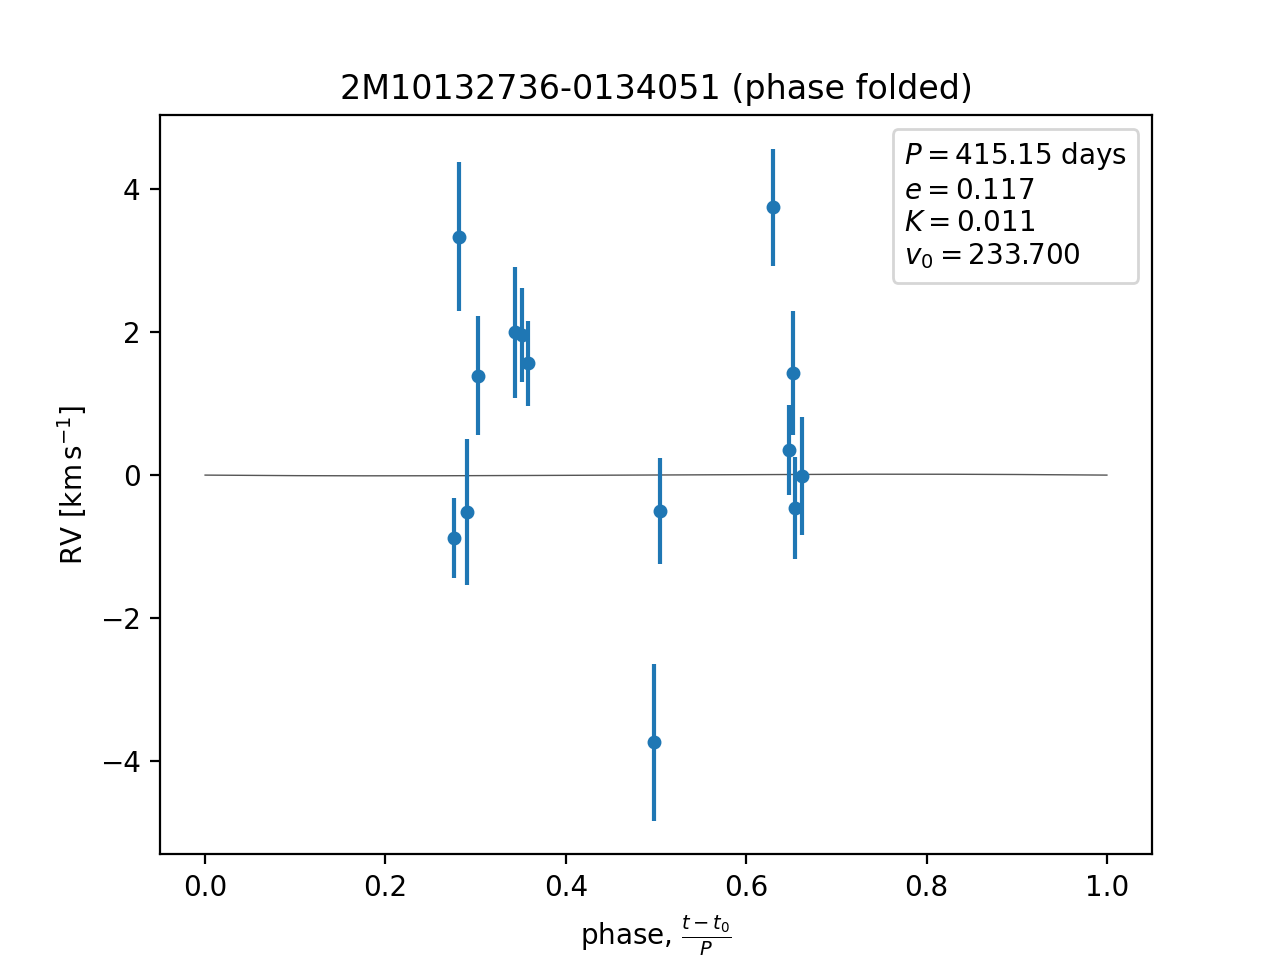 2M10132736-0134051 (phase folded)
P = 415.15 days
e = 0.117
K = 0.011
v₀ = 233.700
RV [km s⁻¹]
4
2
0
−2
−4
0.0 0.2 0.4 0.6 0.8 1.0
phase, (t − t₀)/P